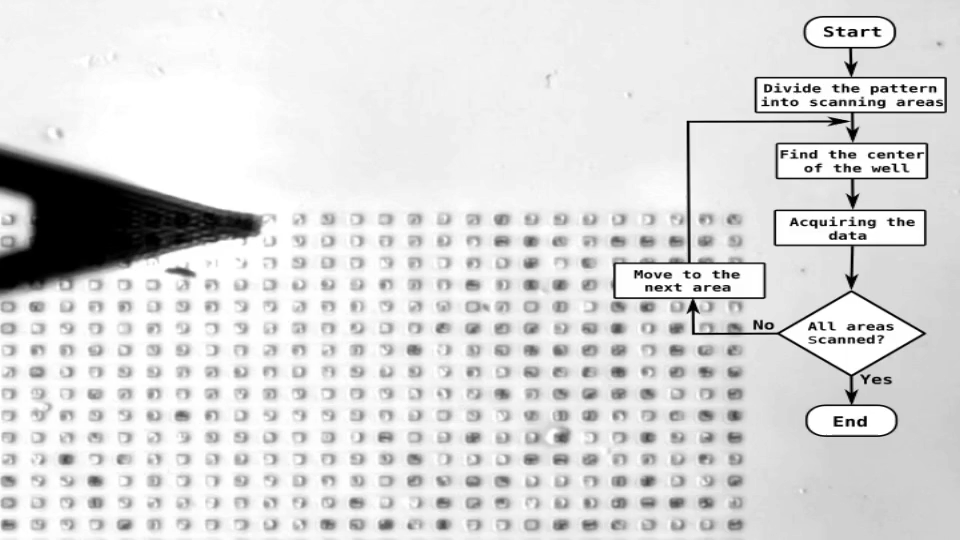 Start
Divide the pattern
into scanning areas
Find the center
of the well
Acquiring the
data
Move to the
next area
No
All areas
Scanned?
Yes
End